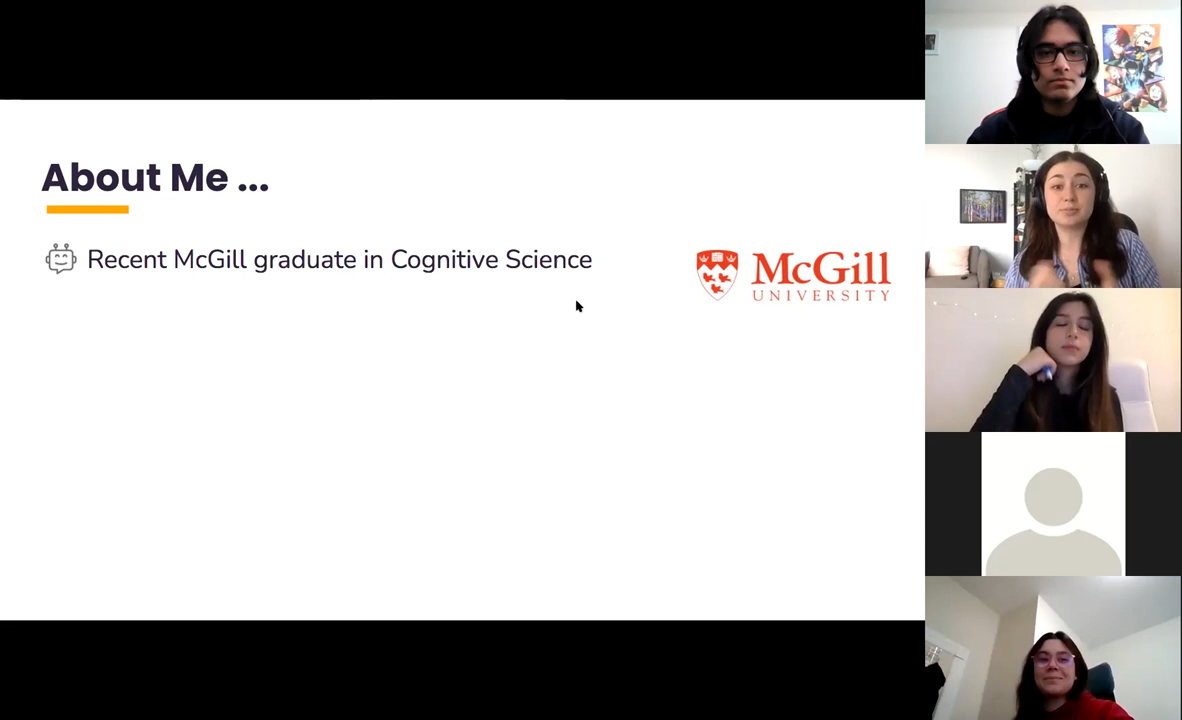 About Me ...
Recent McGill graduate in Cognitive Science
McGill
UNIVERSITY